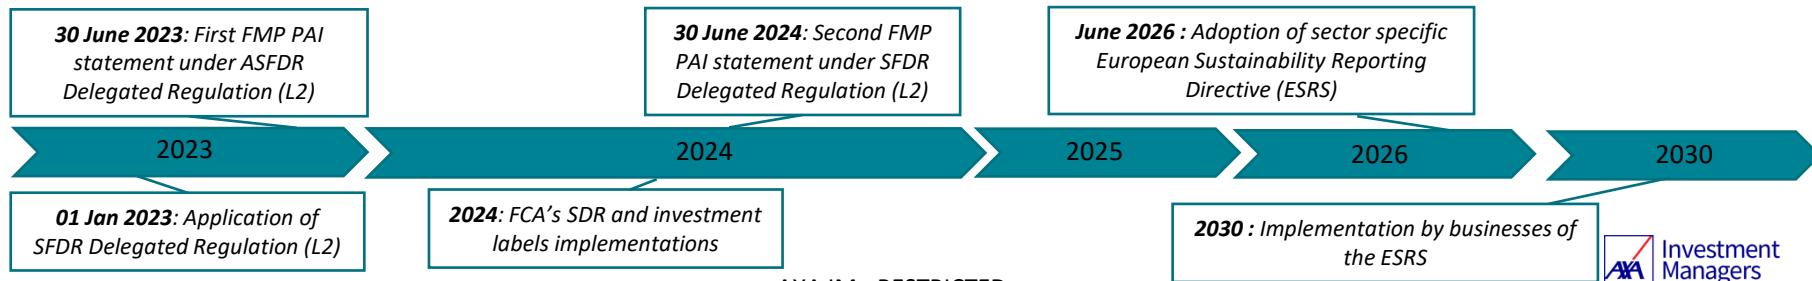 30 June 2023: First FMP PAI
statement under ASFDR
Delegated Regulation (L2)
30 June 2024: Second FMP
PAI statement under SFDR
Delegated Regulation (L2)
June 2026 : Adoption of sector specific
European Sustainability Reporting
Directive (ESRS)
2023
2024
2025
2026
2030
01 Jan 2023: Application of
SFDR Delegated Regulation (L2)
2024: FCA's SDR and investment
labels implementations
2030 : Implementation by businesses of
the ESRS
AXA Investment
Managers